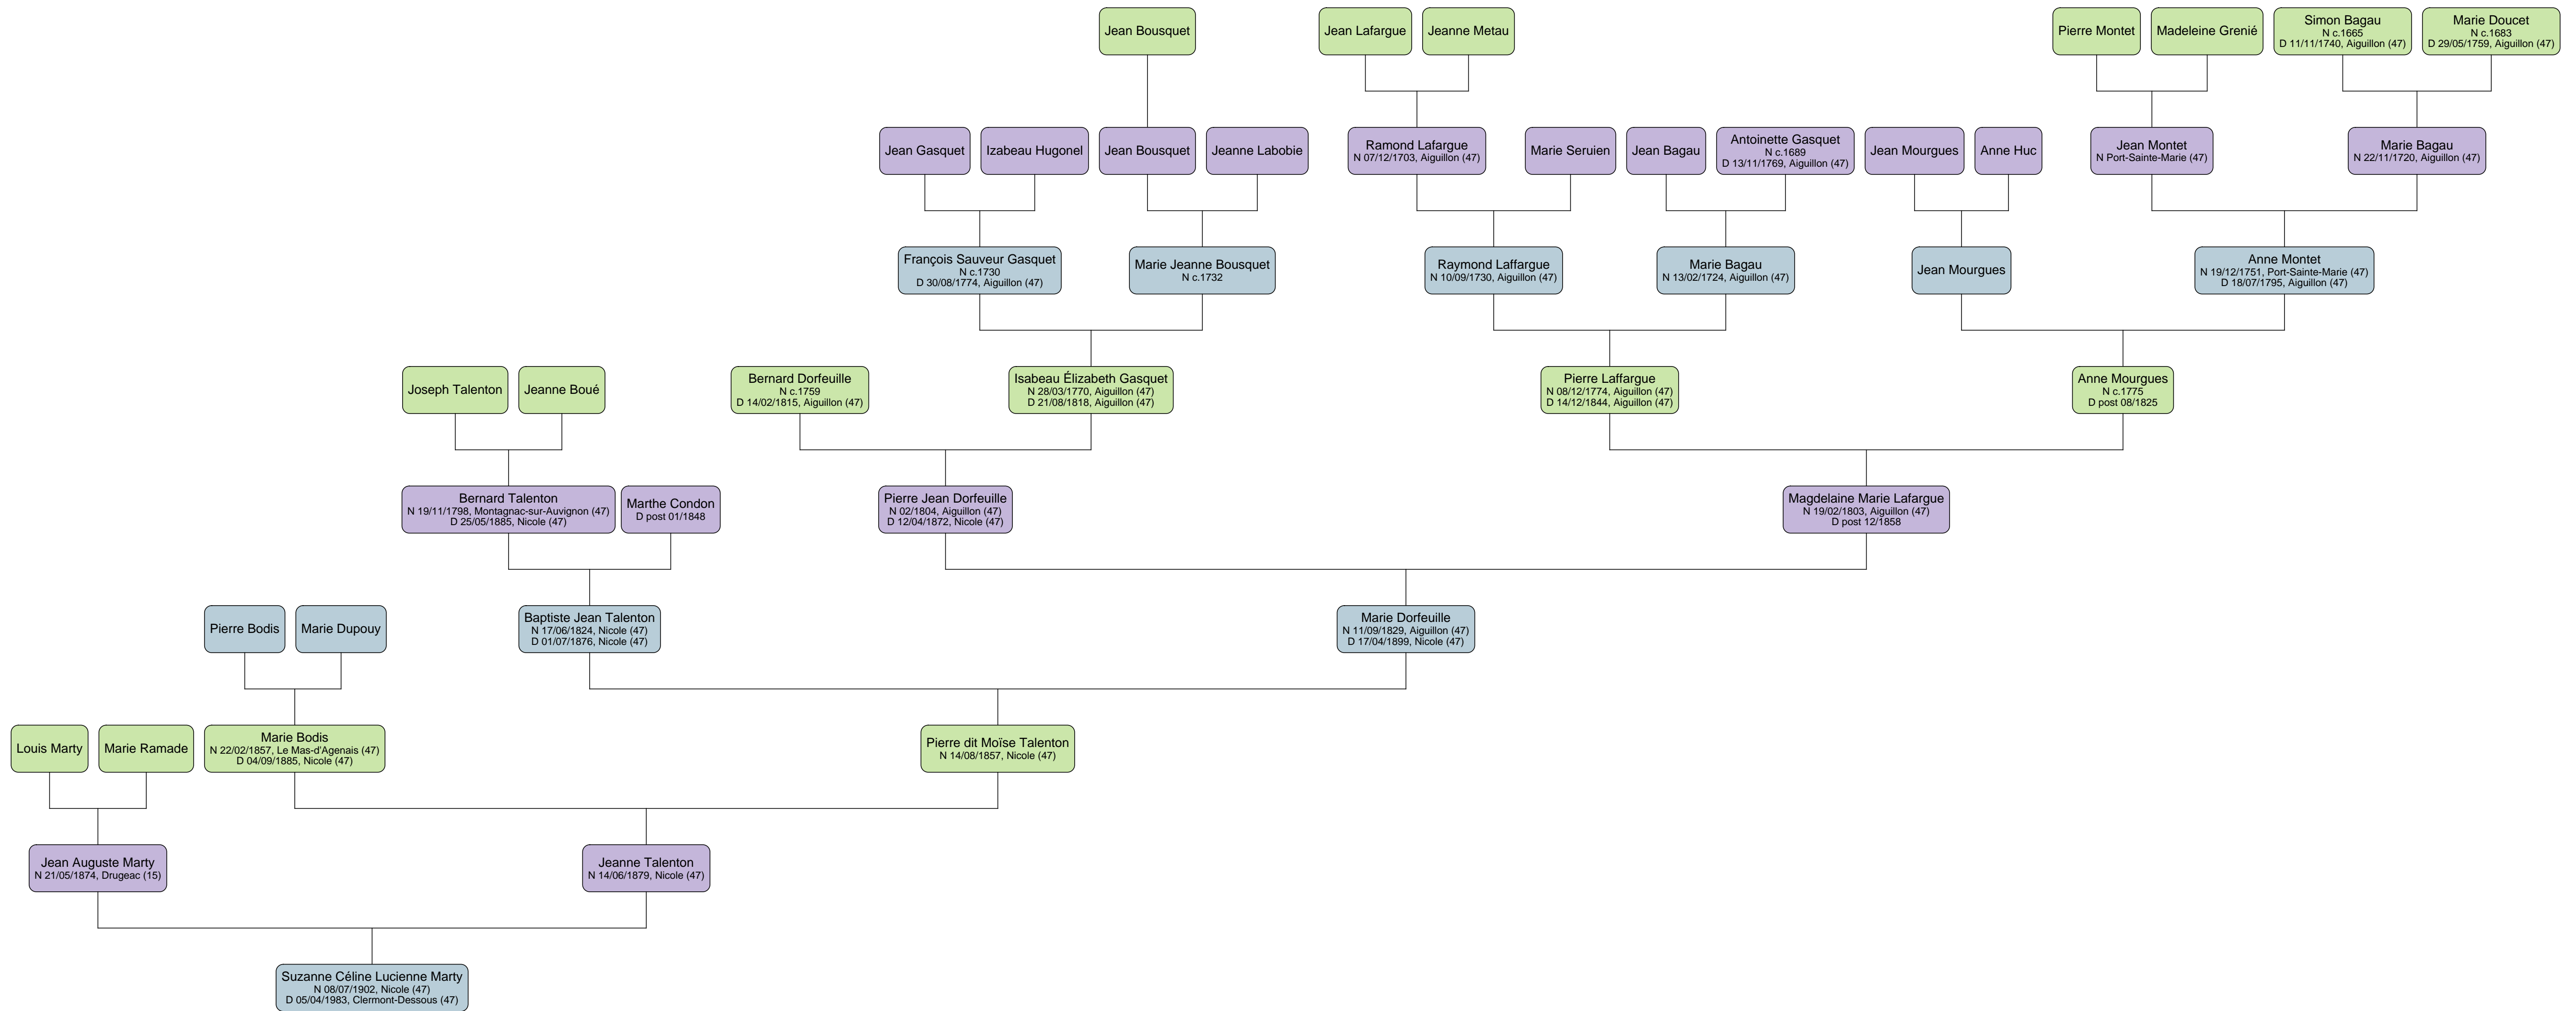 Jean Bousquet
Jean Lafargue
Jeanne Metau
Pierre Montet
Madeleine Grenié
Simon Bagau
N c.1665
D 11/11/1740, Aiguillon (47)
Marie Doucet
N c.1683
D 29/05/1759, Aiguillon (47)
Jean Gasquet
Izabeau Hugonel
Jean Bousquet
Jeanne Labobie
Ramond Lafargue
N 07/12/1703, Aiguillon (47)
Marie Seruien
Jean Bagau
Antoinette Gasquet
N c.1689
D 13/11/1769, Aiguillon (47)
Jean Mourgues
Anne Huc
Jean Montet
N Port-Sainte-Marie (47)
Marie Bagau
N 22/11/1720, Aiguillon (47)
François Sauveur Gasquet
N c.1730
D 30/08/1774, Aiguillon (47)
Marie Jeanne Bousquet
N c.1732
Raymond Laffargue
N 10/09/1730, Aiguillon (47)
Marie Bagau
N 13/02/1724, Aiguillon (47)
Jean Mourgues
Anne Montet
N 19/12/1751, Port-Sainte-Marie (47)
D 18/07/1795, Aiguillon (47)
Joseph Talenton
Jeanne Boué
Bernard Dorfeuille
N c.1759
D 14/02/1815, Aiguillon (47)
Isabeau Élizabeth Gasquet
N 28/03/1770, Aiguillon (47)
D 21/08/1818, Aiguillon (47)
Pierre Laffargue
N 08/12/1774, Aiguillon (47)
D 14/12/1844, Aiguillon (47)
Anne Mourgues
N c.1775
D post 08/1825
Bernard Talenton
N 19/11/1798, Montagnac-sur-Auvignon (47)
D 25/05/1885, Nicole (47)
Marthe Condon
D post 01/1848
Pierre Jean Dorfeuille
N 02/1804, Aiguillon (47)
D 12/04/1872, Nicole (47)
Magdelaine Marie Lafargue
N 19/02/1803, Aiguillon (47)
D post 12/1858
Pierre Bodis
Marie Dupouy
Baptiste Jean Talenton
N 17/06/1824, Nicole (47)
D 01/07/1876, Nicole (47)
Marie Dorfeuille
N 11/09/1829, Aiguillon (47)
D 17/04/1899, Nicole (47)
Louis Marty
Marie Ramade
Marie Bodis
N 22/02/1857, Le Mas-d'Agenais (47)
D 04/09/1885, Nicole (47)
Pierre dit Moïse Talenton
N 14/08/1857, Nicole (47)
Jean Auguste Marty
N 21/05/1874, Drugeac (15)
Jeanne Talenton
N 14/06/1879, Nicole (47)
Suzanne Céline Lucienne Marty
N 08/07/1902, Nicole (47)
D 05/04/1983, Clermont-Dessous (47)